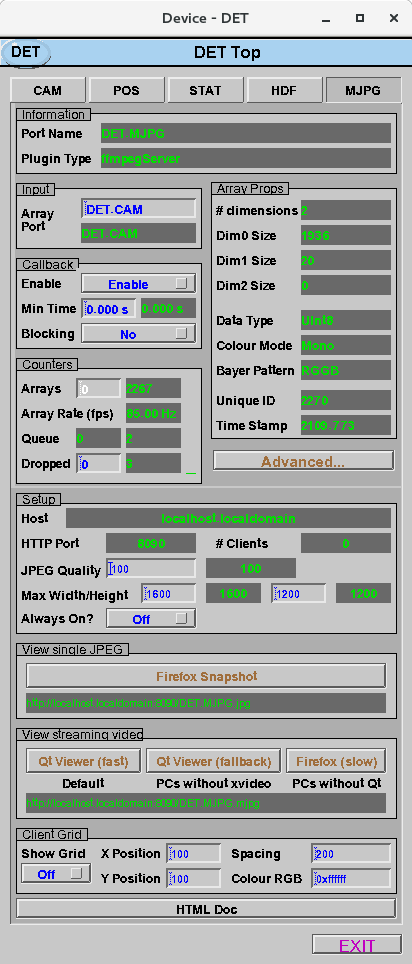 Device - DET
DET
DET Top
CAM POS STAT HDF MJPG
Information
Port Name DET.MJPG
Plugin Type ffmpegServer
Input
Array Port DET.CAM
DET.CAM
Callback
Enable Enable
Min Time 0.000 s 0.000 s
Blocking No
Counters
Arrays 0 2267
Array Rate (fps) 85.00 Hz
Queue 0 2
Dropped 0 3
Array Props
# dimensions 2
Dim0 Size 1936
Dim1 Size 20
Dim2 Size 0
Data Type UInt8
Colour Mode Mono
Bayer Pattern RGGB
Unique ID 2270
Time Stamp 2109.773
Advanced...
Setup
Host localhost.localdomain
HTTP Port 8090 # Clients 0
JPEG Quality 100 100
Max Width/Height 1600 1600 1200 1200
Always On? Off
View single JPEG
Firefox Snapshot
http://localhost.localdomain:8090/DET.MJPG.jpg
View streaming video
Qt Viewer (fast) Qt Viewer (fallback) Firefox (slow)
Default PCs without xvideo PCs without Qt
http://localhost.localdomain:8090/DET.MJPG.mjpg
Client Grid
Show Grid X Position 100 Spacing 200
Off Y Position 100 Colour RGB 0xffffff
HTML Doc
EXIT